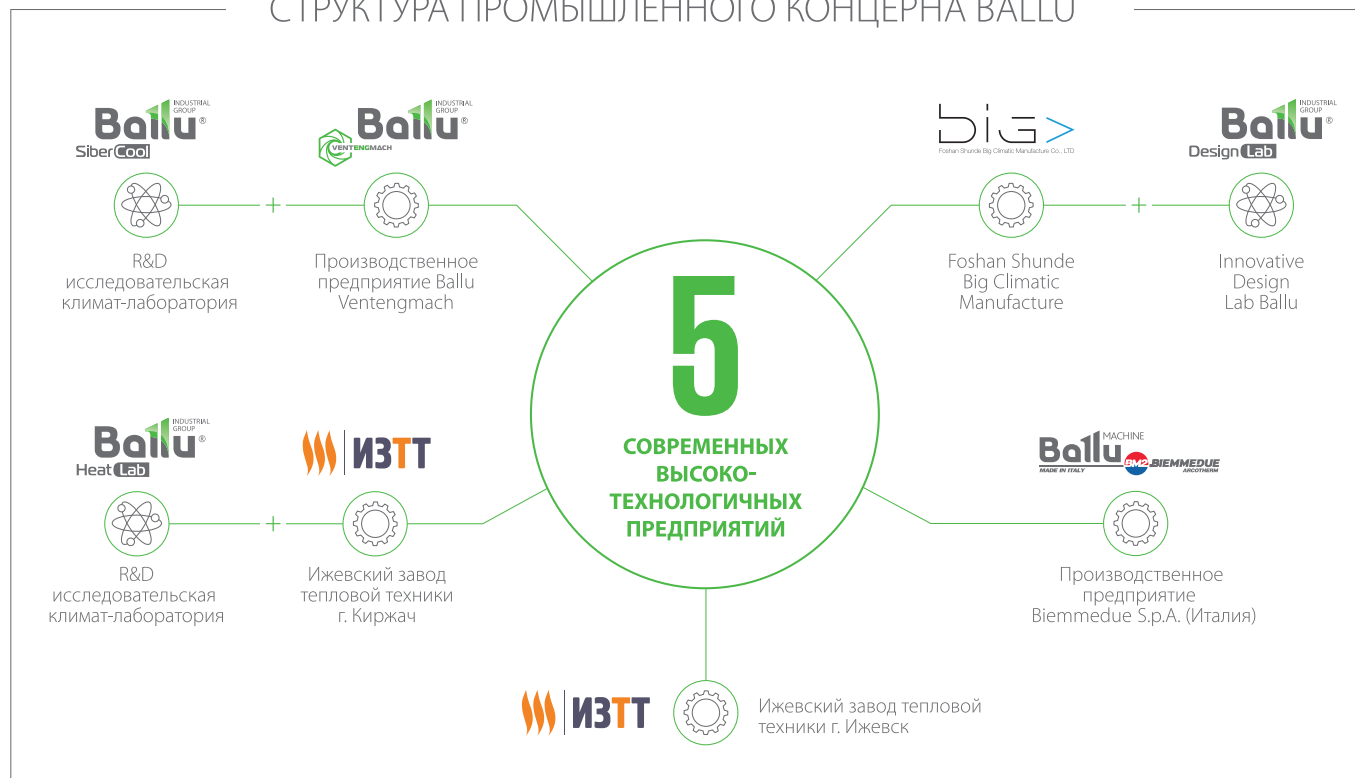 СТРУКТУРА ПРОМЫШЛЕННОГО КОНЦЕРНА BALLU
Ballu®
INDUSTRIAL
GROUP
SiberCool
R&D
исследовательская
климат-лаборатория
Ballu®
INDUSTRIAL
GROUP
VENTENGMACH
Производственное
предприятие Ballu
Ventengmach
BiG>
Foshan Shunde Big Climatic Manufacture Co., LTD
Foshan Shunde
Big Climatic
Manufacture
Ballu®
INDUSTRIAL
GROUP
Design Lab
Innovative
Design
Lab Ballu
5
СОВРЕМЕННЫХ
ВЫСОКО-
ТЕХНОЛОГИЧНЫХ
ПРЕДПРИЯТИЙ
Ballu®
INDUSTRIAL
GROUP
Heat Lab
R&D
исследовательская
климат-лаборатория
ИЗТТ
Ижевский завод
тепловой техники
г. Киржач
Ballu MACHINE
MADE IN ITALY BM2 BIEMMEDUE
ARCOTHERM
Производственное
предприятие
Biemmedue S.p.A. (Италия)
ИЗТТ
Ижевский завод тепловой
техники г. Ижевск